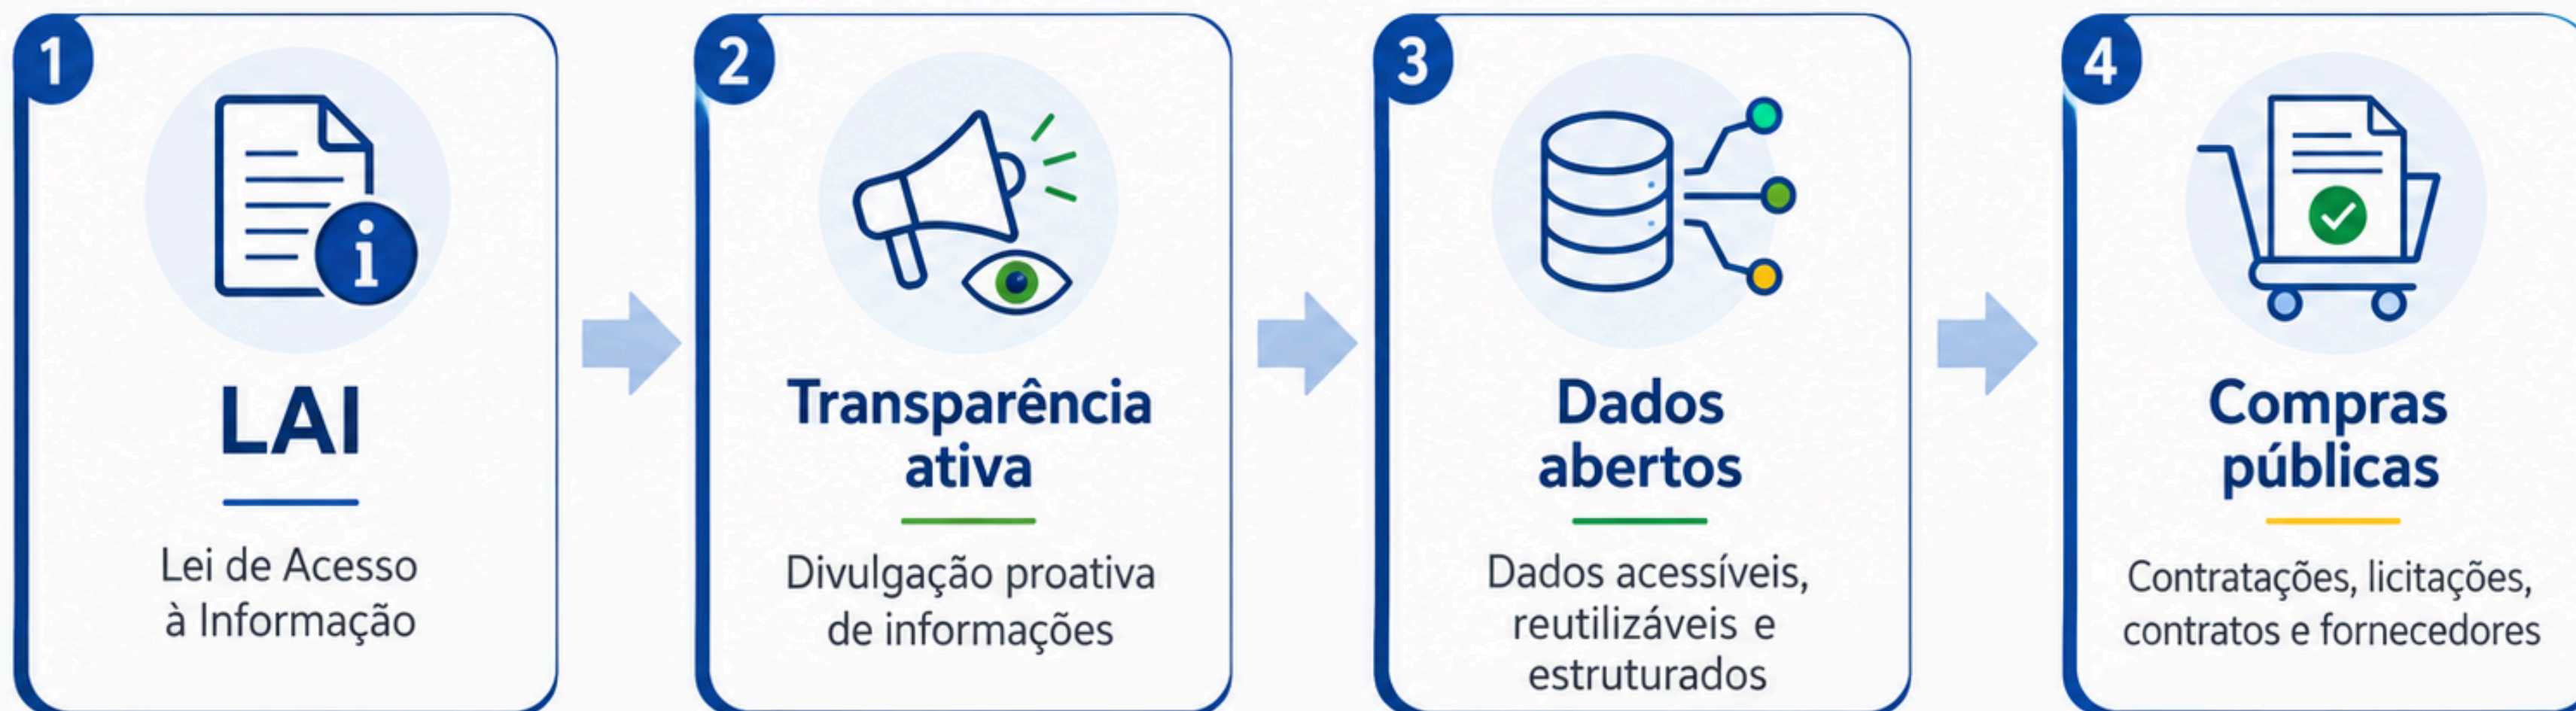 1
LAI
Lei de Acesso
à Informação
2
Transparência
ativa
Divulgação proativa
de informações
3
Dados
abertos
Dados acessíveis,
reutilizáveis e
estruturados
4
Compras
públicas
Contratações, licitações,
contratos e fornecedores